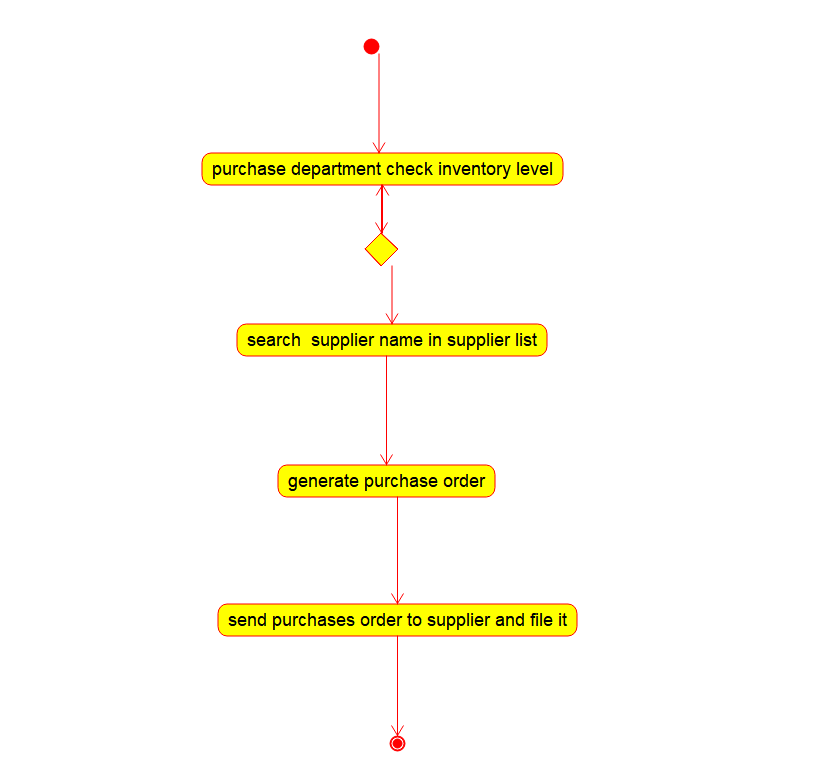 purchase department check inventory level
search  supplier name in supplier list
generate purchase order
send purchases order to supplier and file it